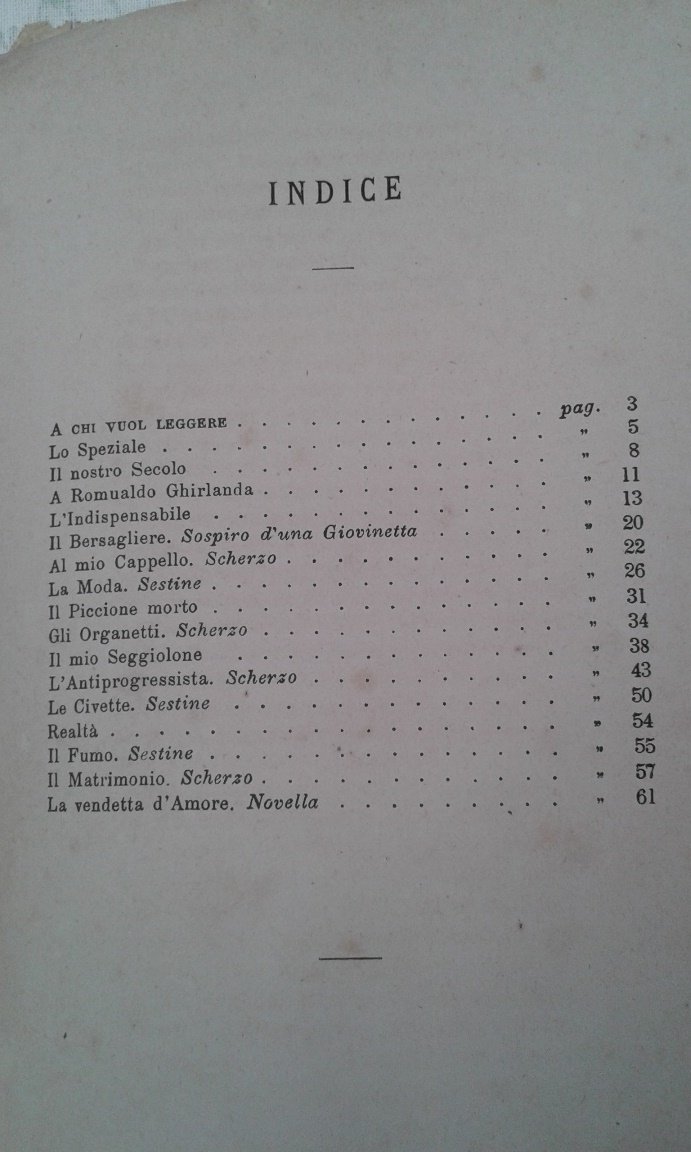 INDICE
A CHI VUOL LEGGERE . . . . . . . . . . . . pag. 3
Lo Speziale . . . . . . . . . . . . . . . „ 5
Il nostro Secolo . . . . . . . . . . . . . „ 8
A Romualdo Ghirlanda . . . . . . . . . . . „ 11
L'Indispensabile . . . . . . . . . . . . . „ 13
Il Bersagliere. Sospiro d'una Giovinetta . . . . . „ 20
Al mio Cappello. Scherzo . . . . . . . . . . „ 22
La Moda. Sestine . . . . . . . . . . . . . „ 26
Il Piccione morto . . . . . . . . . . . . . „ 31
Gli Organetti. Scherzo . . . . . . . . . . . „ 34
Il mio Seggiolone . . . . . . . . . . . . „ 38
L'Antiprogressista. Scherzo . . . . . . . . . . „ 43
Le Civette. Sestine . . . . . . . . . . . . „ 50
Realtà . . . . . . . . . . . . . . . . . „ 54
Il Fumo. Sestine . . . . . . . . . . . . . „ 55
Il Matrimonio. Scherzo . . . . . . . . . . . „ 57
La vendetta d'Amore. Novella . . . . . . . . . „ 61